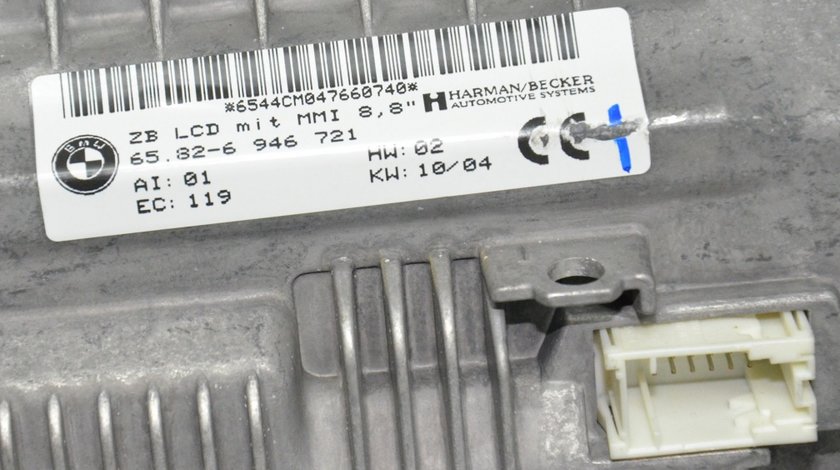 *6544CM047660740*
HARMAN/BECKER
AUTOMOTIVE SYSTEMS
BMW
ZB LCD mit MMI 8,8"
65.82-6 946 721
HW: 02
AI: 01
KW: 10/04
EC: 119
CE